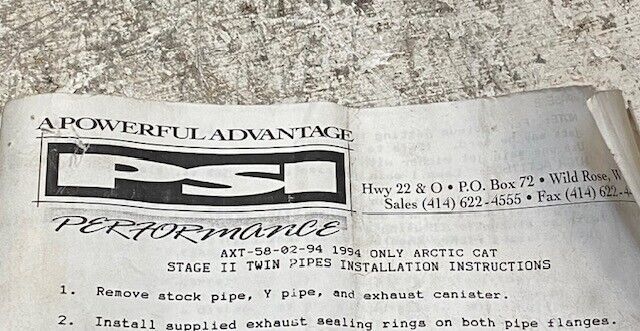 A POWERFUL ADVANTAGE
PSI
PERFORMANCE
Hwy 22 & O • P.O. Box 72 • Wild Rose, W
Sales (414) 622-4555 • Fax (414) 622-4
AXT-58-02-94 1994 ONLY ARCTIC CAT
STAGE II TWIN PIPES INSTALLATION INSTRUCTIONS
1. Remove stock pipe, Y pipe, and exhaust canister.
2. Install supplied exhaust sealing rings on both pipe flanges.